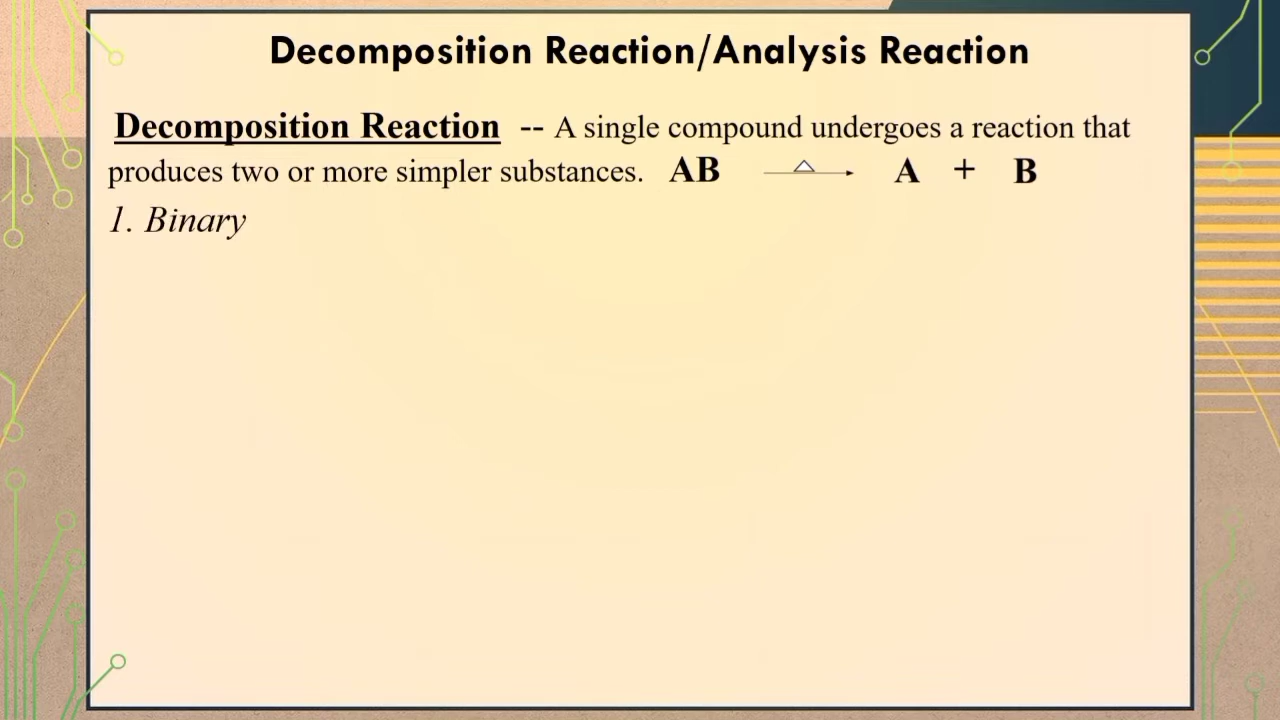 Decomposition Reaction/Analysis Reaction
Decomposition Reaction -- A single compound undergoes a reaction that
produces two or more simpler substances. AB △→ A + B
1. Binary